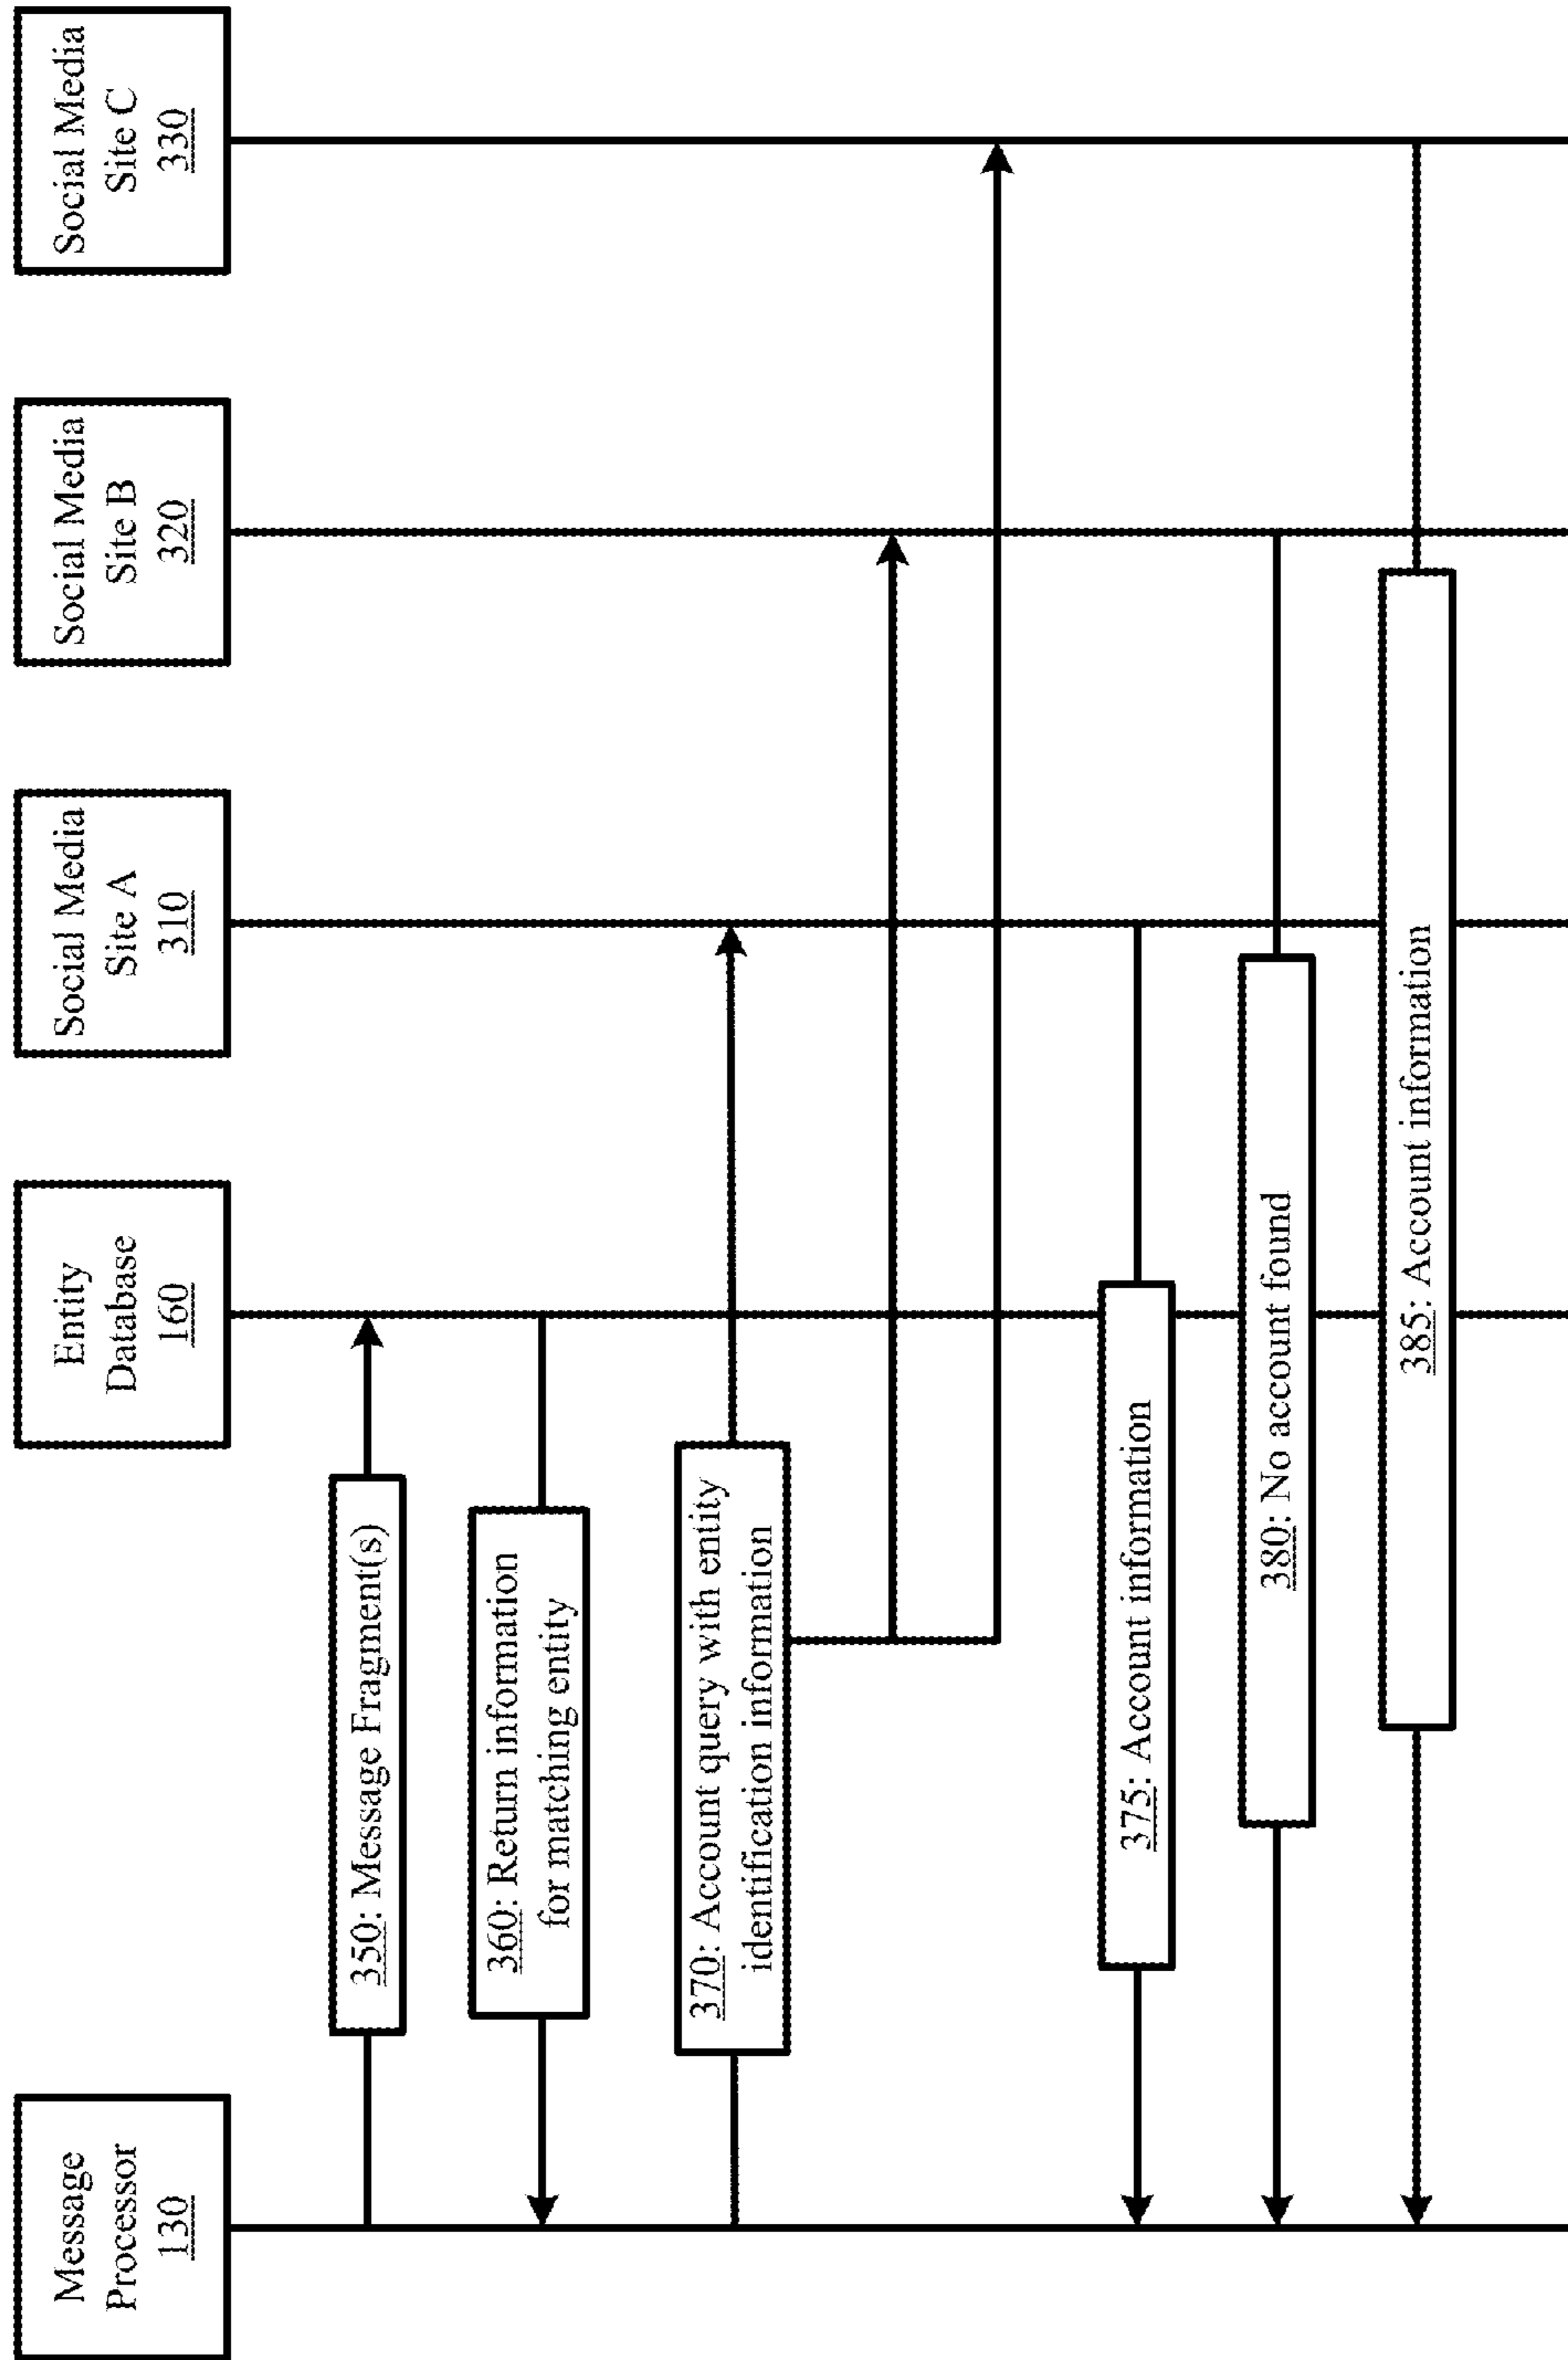 Message
Processor
130
Entity
Database
160
Social Media
Site A
310
Social Media
Site B
320
Social Media
Site C
330
350: Message Fragment(s)
360: Return information
for matching entity
370: Account query with entity
identification information
375: Account information
380: No account found
385: Account information